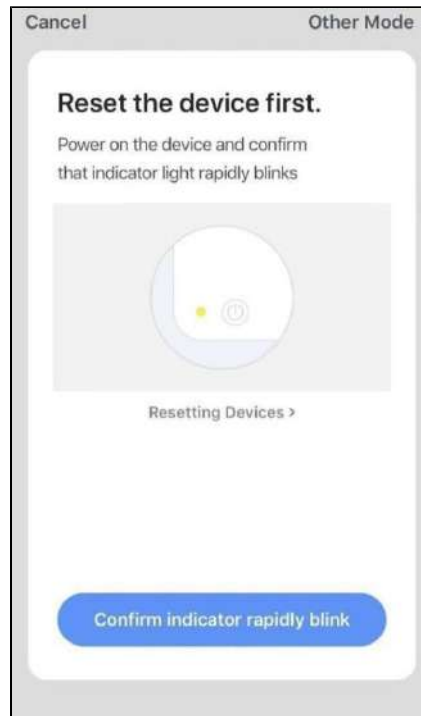 Cancel
Other Mode
Reset the device first.
Power on the device and confirm
that indicator light rapidly blinks
Resetting Devices >
Confirm indicator rapidly blink